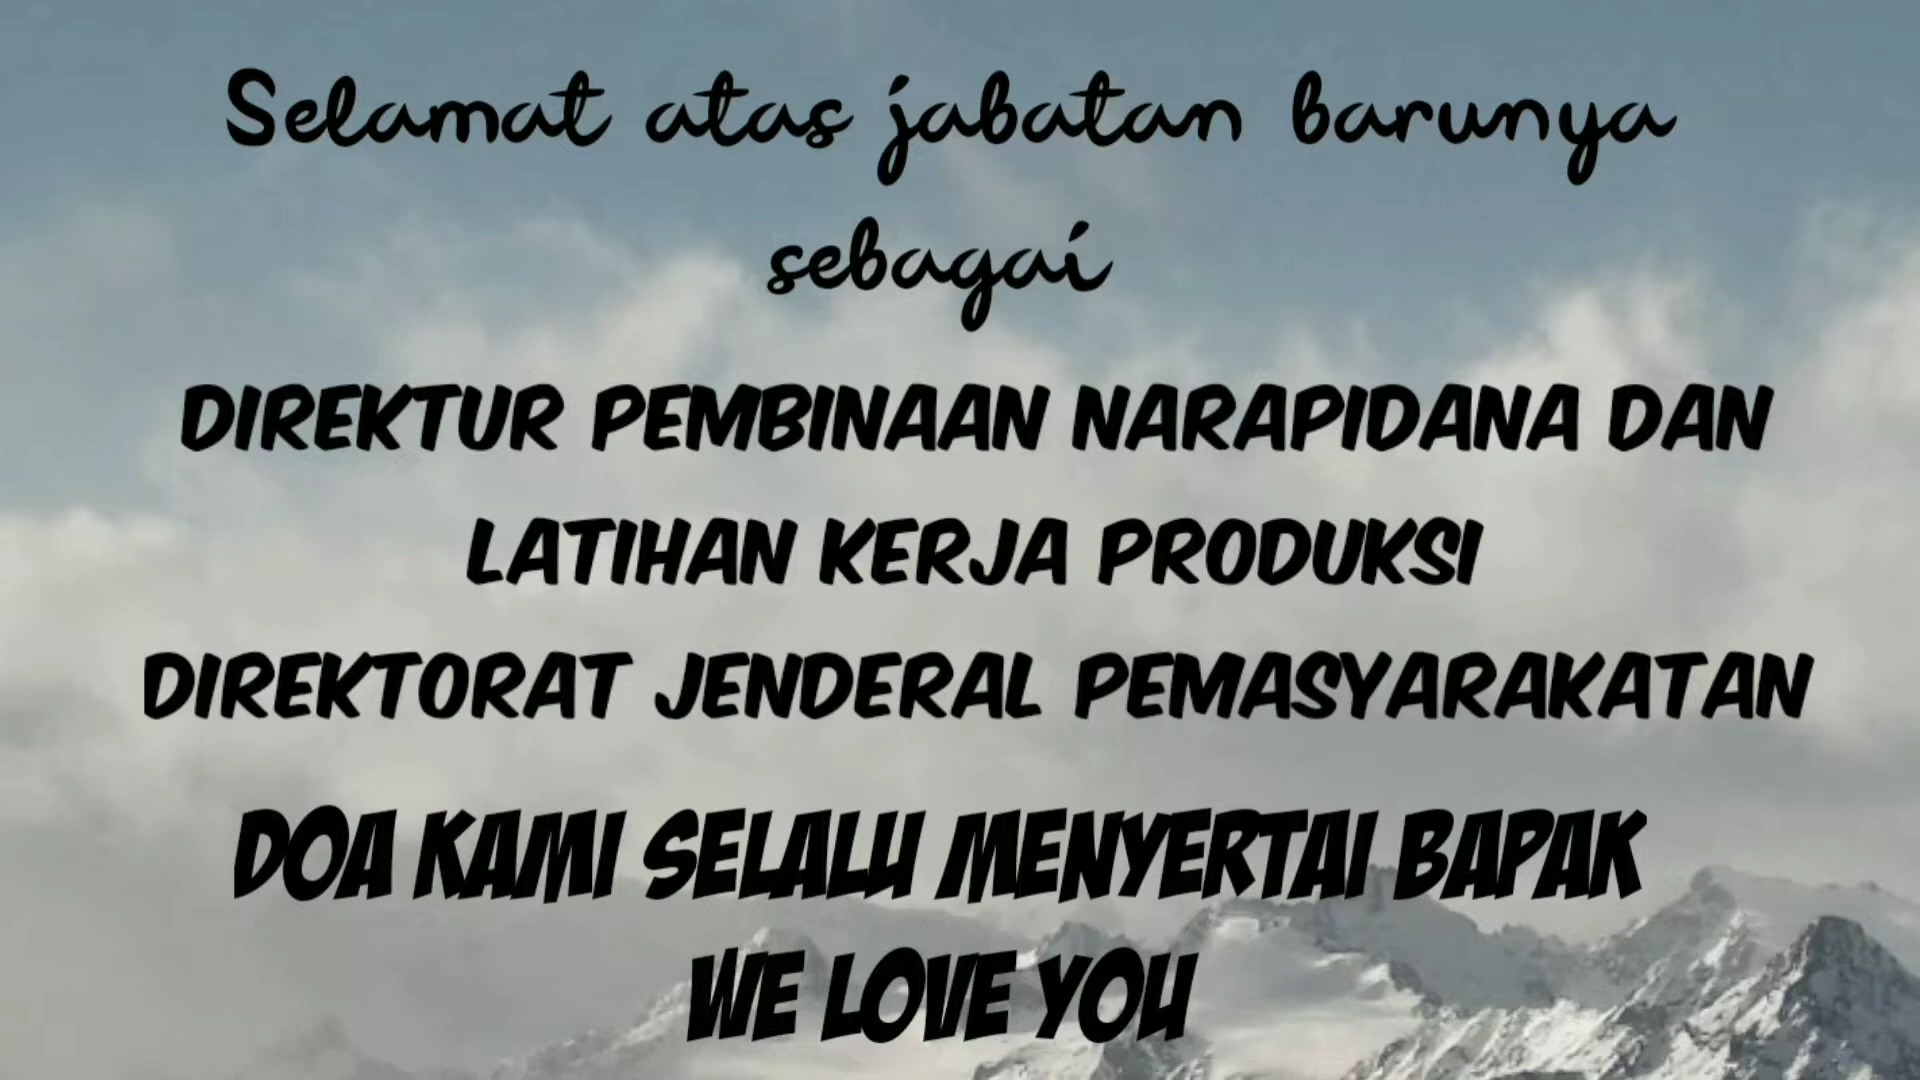 Selamat atas jabatan barunya
sebagai
DIREKTUR PEMBINAAN NARAPIDANA DAN
LATIHAN KERJA PRODUKSI
DIREKTORAT JENDERAL PEMASYARAKATAN
DOA KAMI SELALU MENYERTAI BAPAK
WE LOVE YOU